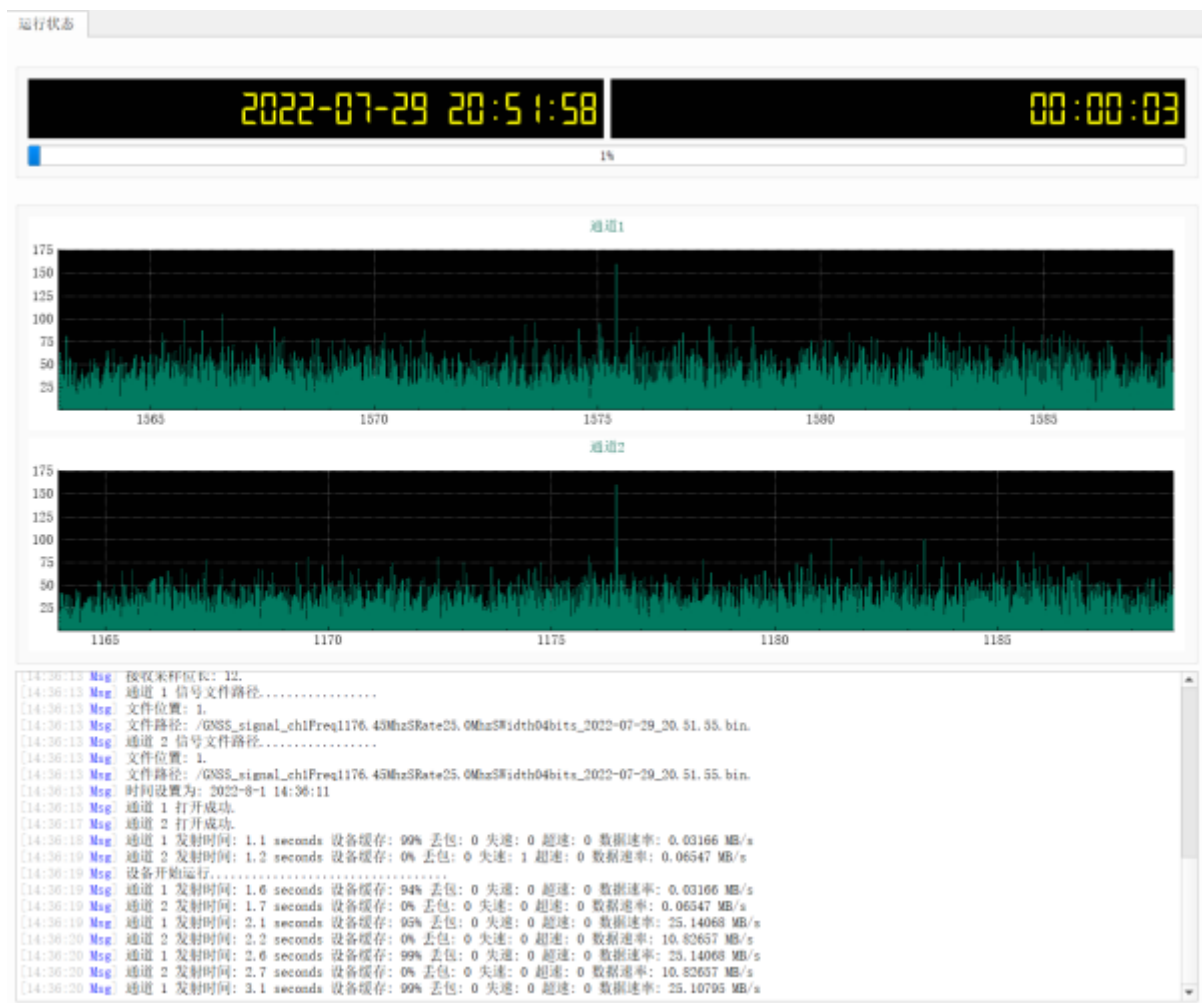 运行状态
2022-07-29 20:51:58
00:00:03
1%
通道1
175
150
125
100
75
50
25
1565 1570 1575 1580 1585
通道2
175
150
125
100
75
50
25
1165 1170 1175 1180 1185
[14:36:13 Msg] 接收采样位长: 12.
[14:36:13 Msg] 通道 1 信号文件路径.................
[14:36:13 Msg] 文件位置: 1.
[14:36:13 Msg] 文件路径: /GNSS_signal_ch1Freq1176.45MhzSRate25.0MhzSWidth04bits_2022-07-29_20.51.55.bin.
[14:36:13 Msg] 通道 2 信号文件路径.................
[14:36:13 Msg] 文件位置: 1.
[14:36:13 Msg] 文件路径: /GNSS_signal_ch1Freq1176.45MhzSRate25.0MhzSWidth04bits_2022-07-29_20.51.55.bin.
[14:36:13 Msg] 时间设置为: 2022-8-1 14:36:11
[14:36:15 Msg] 通道 1 打开成功.
[14:36:17 Msg] 通道 2 打开成功.
[14:36:18 Msg] 通道 1 发射时间: 1.1 seconds 设备缓存: 99% 丢包: 0 失速: 0 超速: 0 数据速率: 0.03166 MB/s
[14:36:19 Msg] 通道 2 发射时间: 1.2 seconds 设备缓存: 0% 丢包: 0 失速: 1 超速: 0 数据速率: 0.06547 MB/s
[14:36:19 Msg] 设备开始运行..................................
[14:36:19 Msg] 通道 1 发射时间: 1.6 seconds 设备缓存: 94% 丢包: 0 失速: 0 超速: 0 数据速率: 0.03166 MB/s
[14:36:19 Msg] 通道 2 发射时间: 1.7 seconds 设备缓存: 0% 丢包: 0 失速: 0 超速: 0 数据速率: 0.06547 MB/s
[14:36:19 Msg] 通道 1 发射时间: 2.1 seconds 设备缓存: 95% 丢包: 0 失速: 0 超速: 0 数据速率: 25.14068 MB/s
[14:36:20 Msg] 通道 2 发射时间: 2.2 seconds 设备缓存: 0% 丢包: 0 失速: 0 超速: 0 数据速率: 10.82657 MB/s
[14:36:20 Msg] 通道 1 发射时间: 2.6 seconds 设备缓存: 99% 丢包: 0 失速: 0 超速: 0 数据速率: 25.14068 MB/s
[14:36:20 Msg] 通道 2 发射时间: 2.7 seconds 设备缓存: 0% 丢包: 0 失速: 0 超速: 0 数据速率: 10.82657 MB/s
[14:36:20 Msg] 通道 1 发射时间: 3.1 seconds 设备缓存: 99% 丢包: 0 失速: 0 超速: 0 数据速率: 25.10795 MB/s